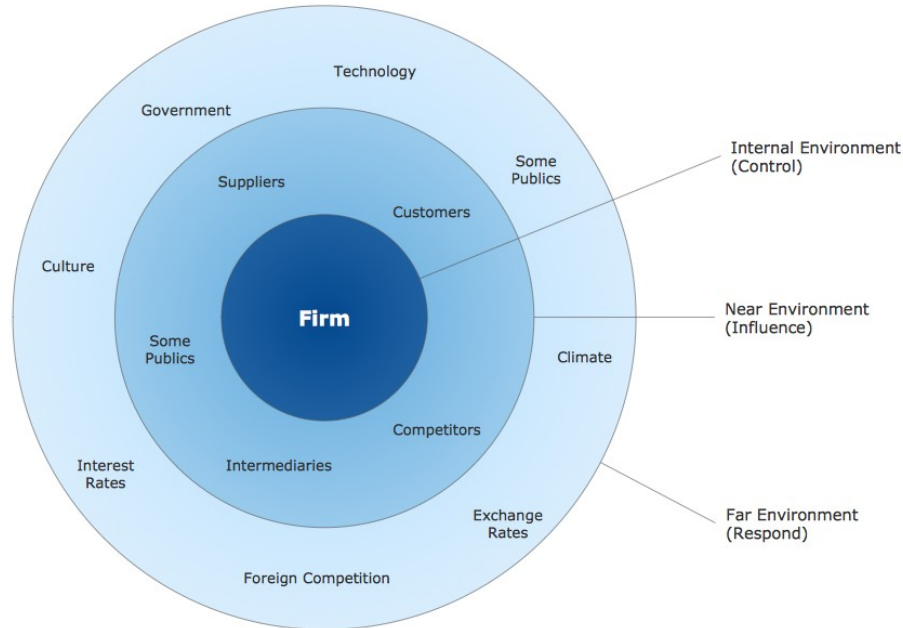 Technology
Government
Some
Publics
Internal Environment
(Control)
Suppliers
Customers
Culture
Firm
Near Environment
(Influence)
Some
Publics
Climate
Competitors
Intermediaries
Interest
Rates
Exchange
Rates
Far Environment
(Respond)
Foreign Competition